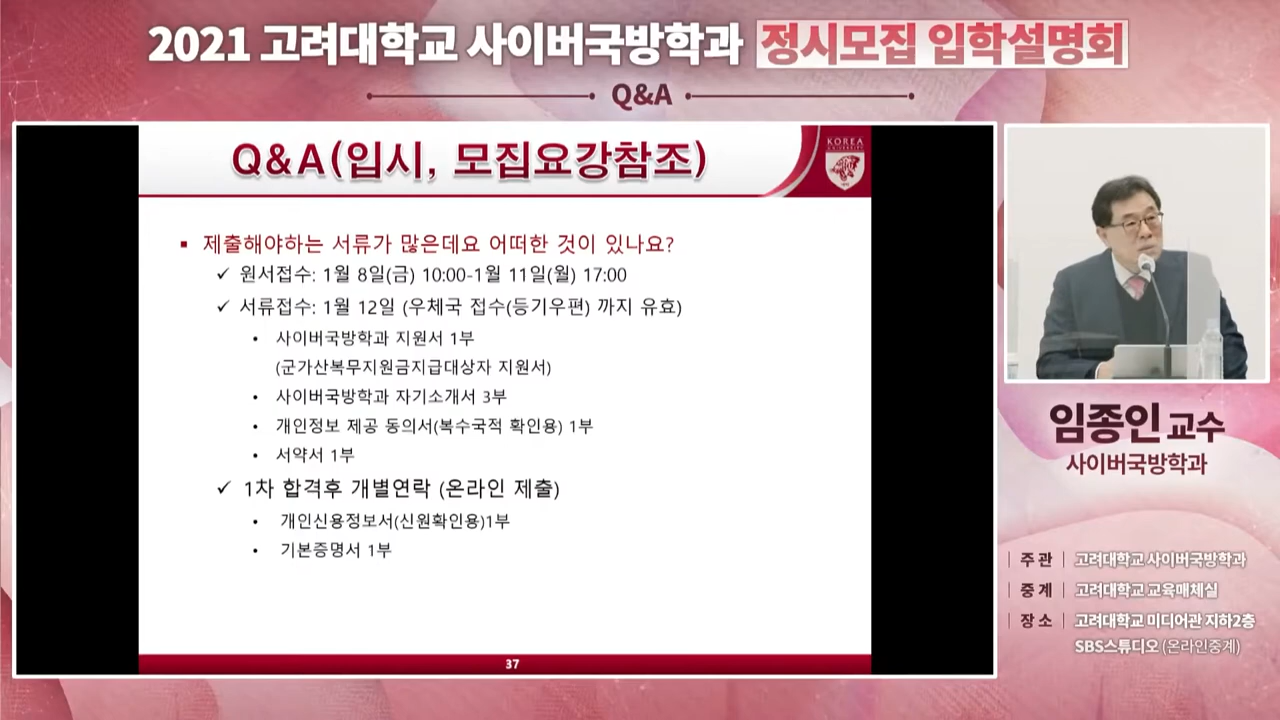 2021 고려대학교 사이버국방학과 정시모집 입학설명회
Q&A
Q&A(입시, 모집요강참조)
KOREA
UNIVERSITY
▪ 제출해야하는 서류가 많은데요 어떠한 것이 있나요?
✓ 원서접수: 1월 8일(금) 10:00-1월 11일(월) 17:00
✓ 서류접수: 1월 12일 (우체국 접수(등기우편) 까지 유효)
• 사이버국방학과 지원서 1부
(군가산복무지원금지급대상자 지원서)
• 사이버국방학과 자기소개서 3부
• 개인정보 제공 동의서(복수국적 확인용) 1부
• 서약서 1부
✓ 1차 합격후 개별연락 (온라인 제출)
• 개인신용정보서(신원확인용)1부
• 기본증명서 1부
37
임종인 교수
사이버국방학과
| 주 관 | 고려대학교 사이버국방학과
| 중 계 | 고려대학교 교육매체실
| 장 소 | 고려대학교 미디어관 지하2층
SBS스튜디오 (온라인중계)